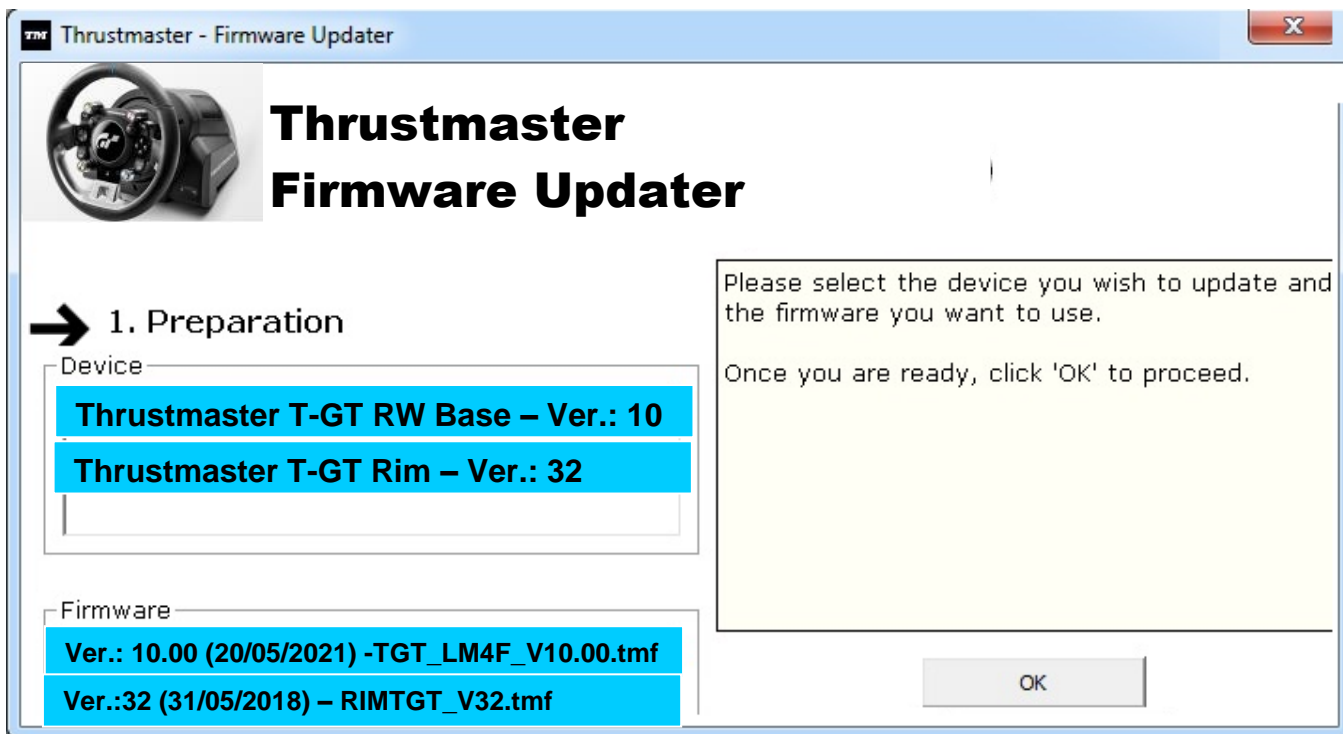 Thrustmaster - Firmware Updater
Thrustmaster
Firmware Updater
1. Preparation
Device
Thrustmaster T-GT RW Base – Ver.: 10
Thrustmaster T-GT Rim – Ver.: 32
Firmware
Ver.: 10.00 (20/05/2021) -TGT_LM4F_V10.00.tmf
Ver.:32 (31/05/2018) – RIMTGT_V32.tmf
Please select the device you wish to update and
the firmware you want to use.
Once you are ready, click 'OK' to proceed.
OK